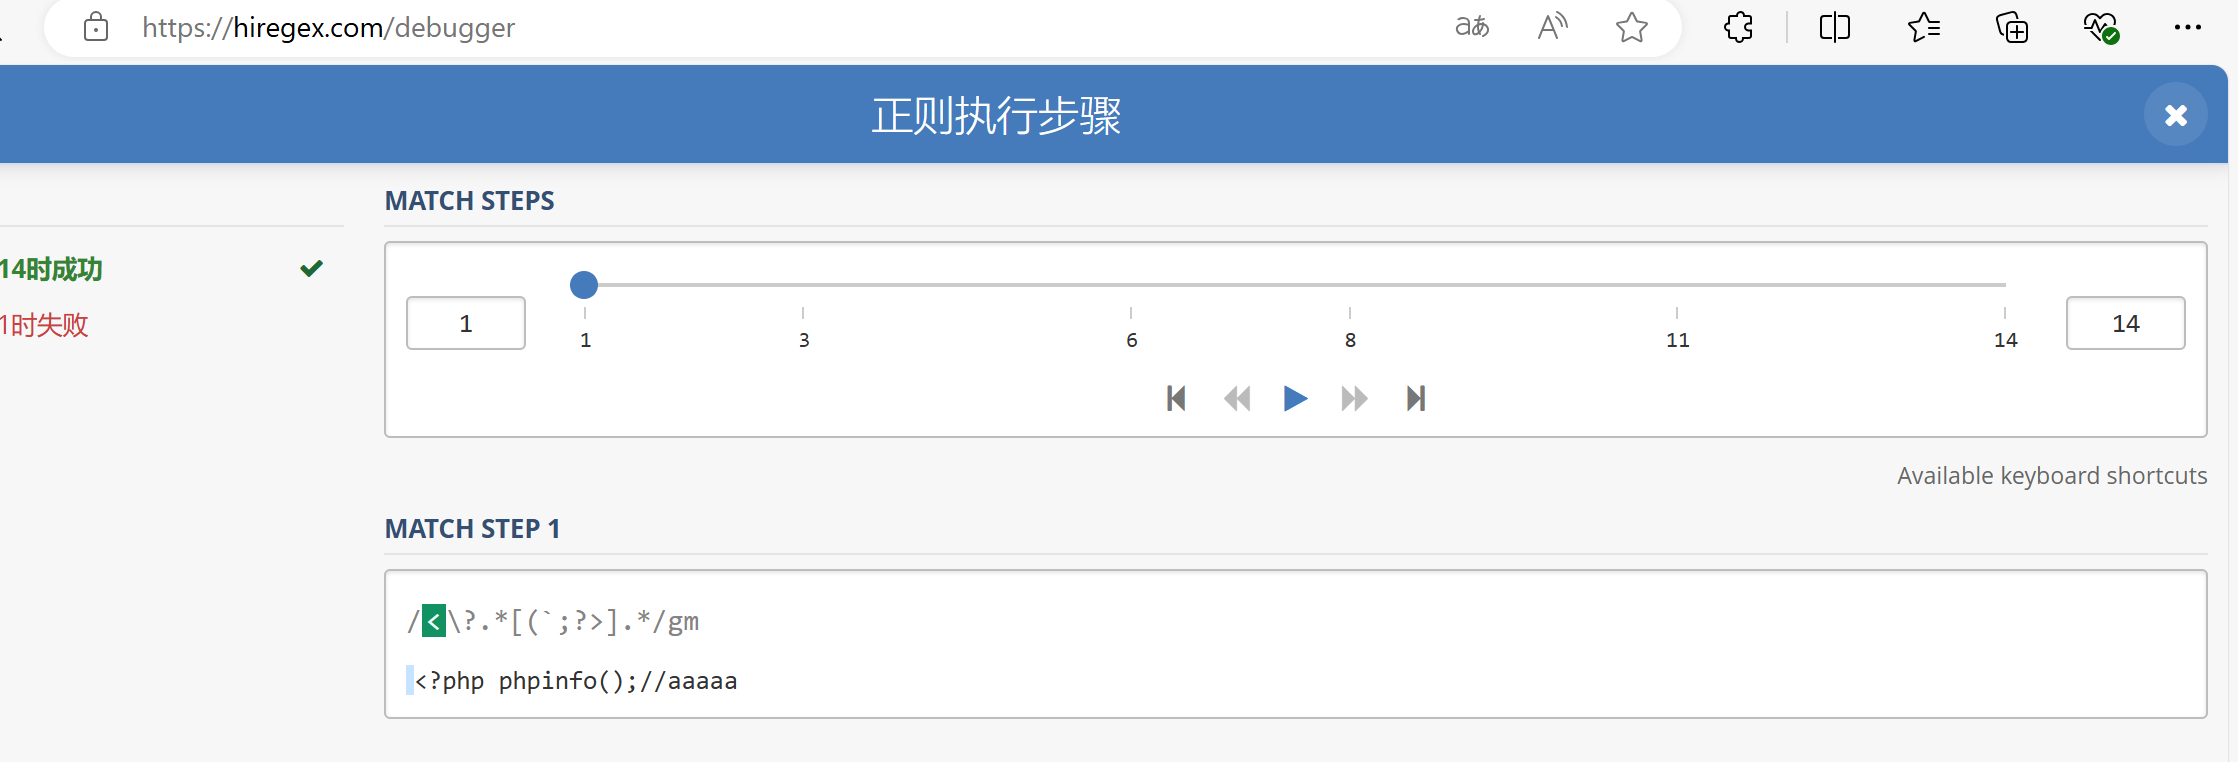 https://hiregex.com/debugger
正则执行步骤
14时成功
1时失败
MATCH STEPS
1
1 3 6 8 11 14
14
Available keyboard shortcuts
MATCH STEP 1
/<\?.*[(`;?>].*/gm
<?php phpinfo();//aaaaa